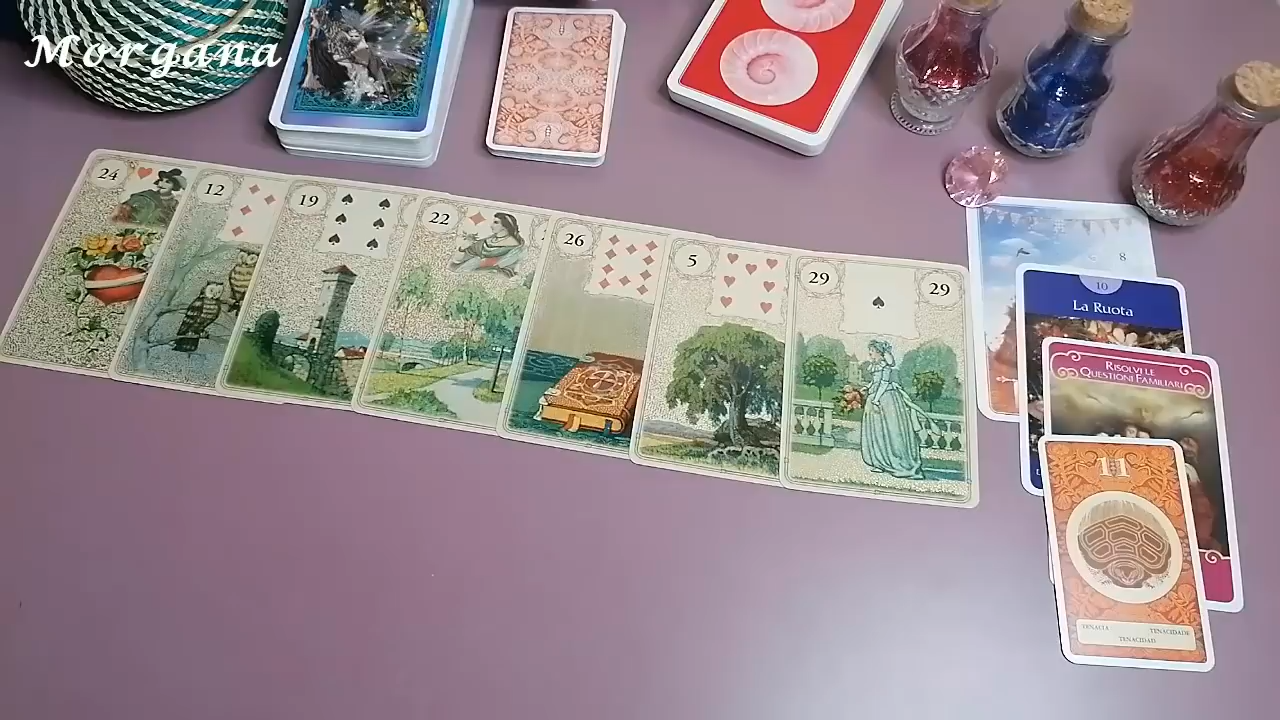 Morgana
24
12
19
22
26
5
29
29
8
10
La Ruota
RISOLVI LE
QUESTIONI FAMILIARI
11
TENACIA
TENACIDADE
TENACIDAD